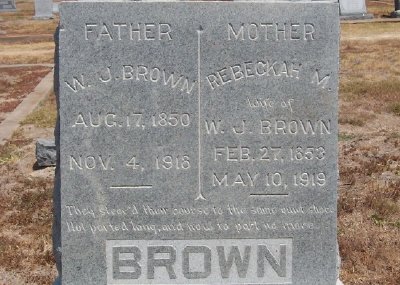 FATHER
W. J. BROWN
AUG. 17, 1850
NOV. 4, 1918
MOTHER
REBECKAH M.
wife of
W. J. BROWN
FEB. 27, 1853
MAY 10, 1919
They steer'd their course to the same quiet shore
Not parted long, and now to part no more.
BROWN